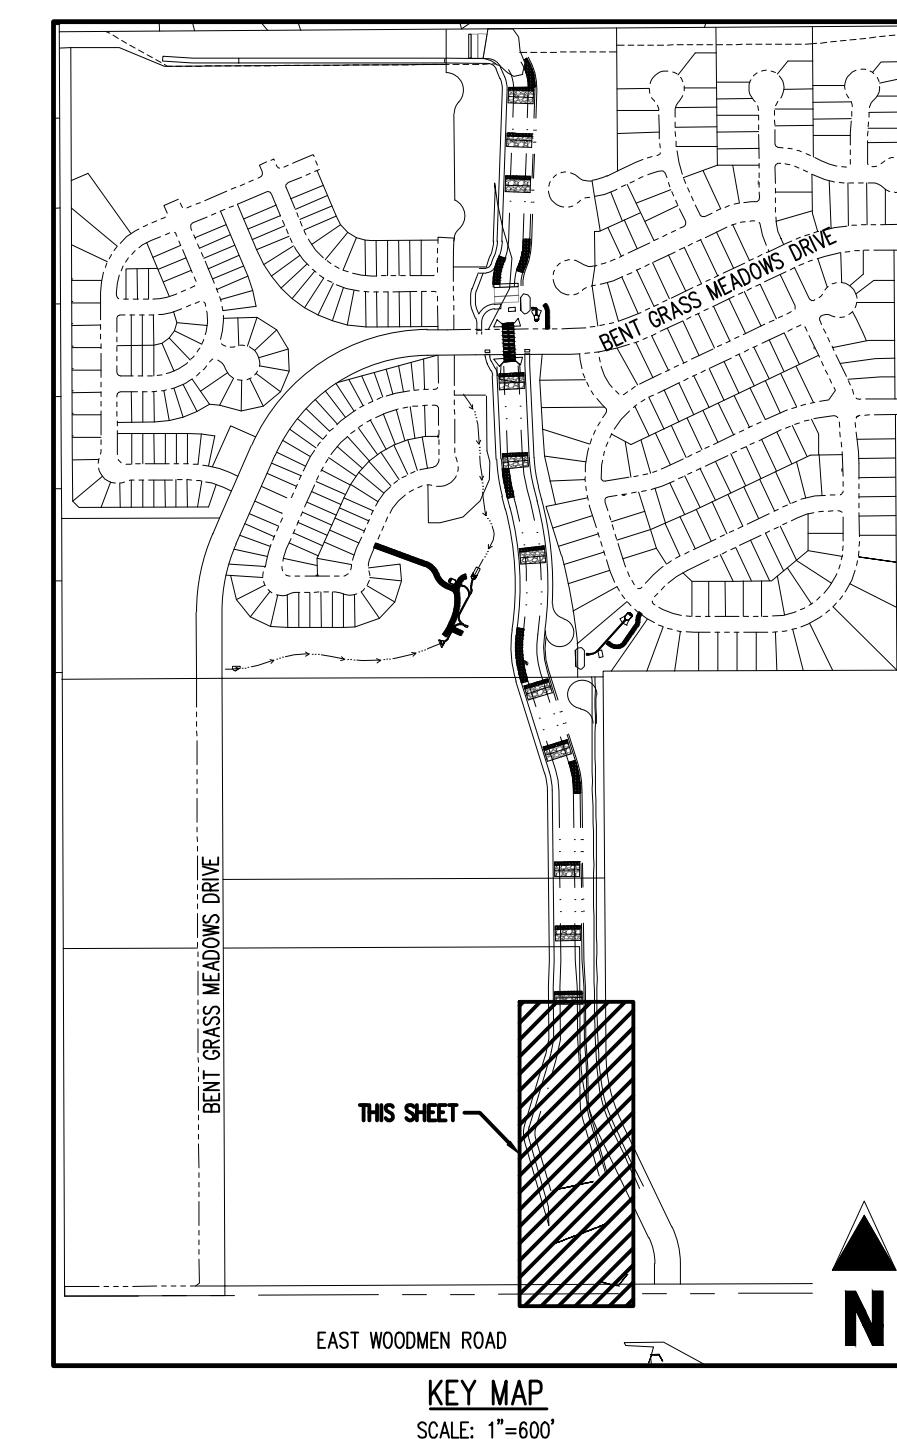 BENT GRASS MEADOWS DRIVE
BENT GRASS MEADOWS DRIVE
THIS SHEET
N
EAST WOODMEN ROAD
KEY MAP
SCALE: 1"=600'